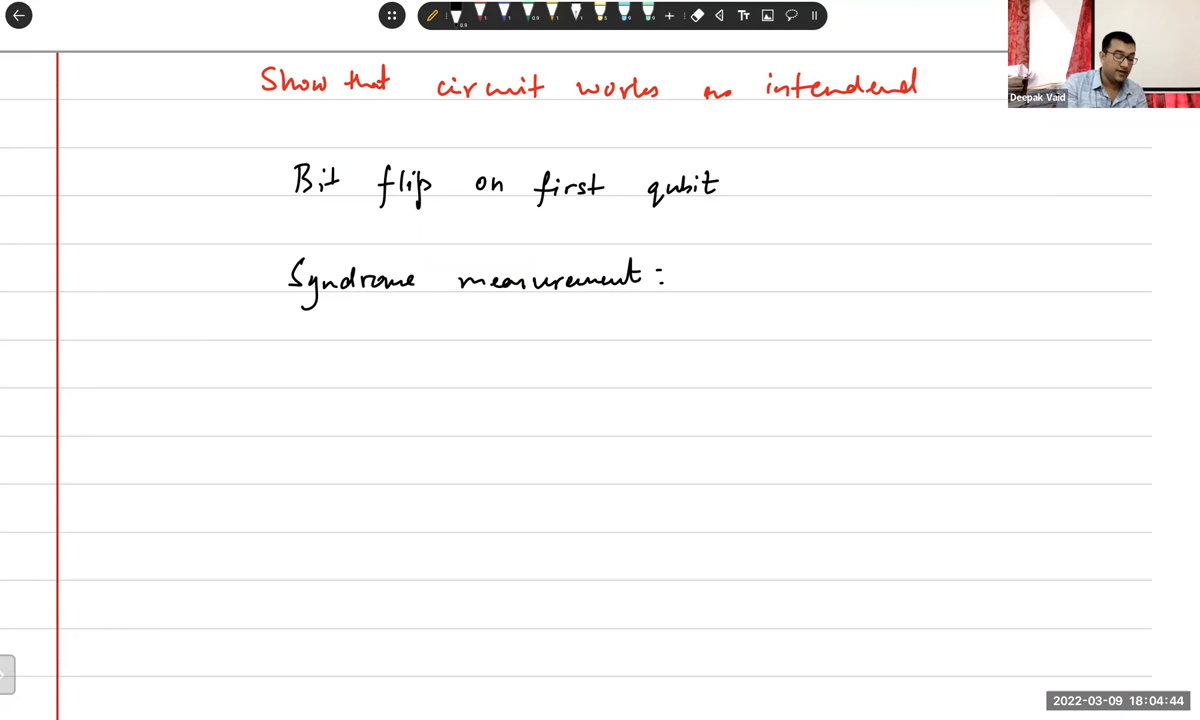 Show that circuit works as intendend
Deepak Vaid
Bit flip on first qubit
Syndrome measurement:
2022-03-09 18:04:44